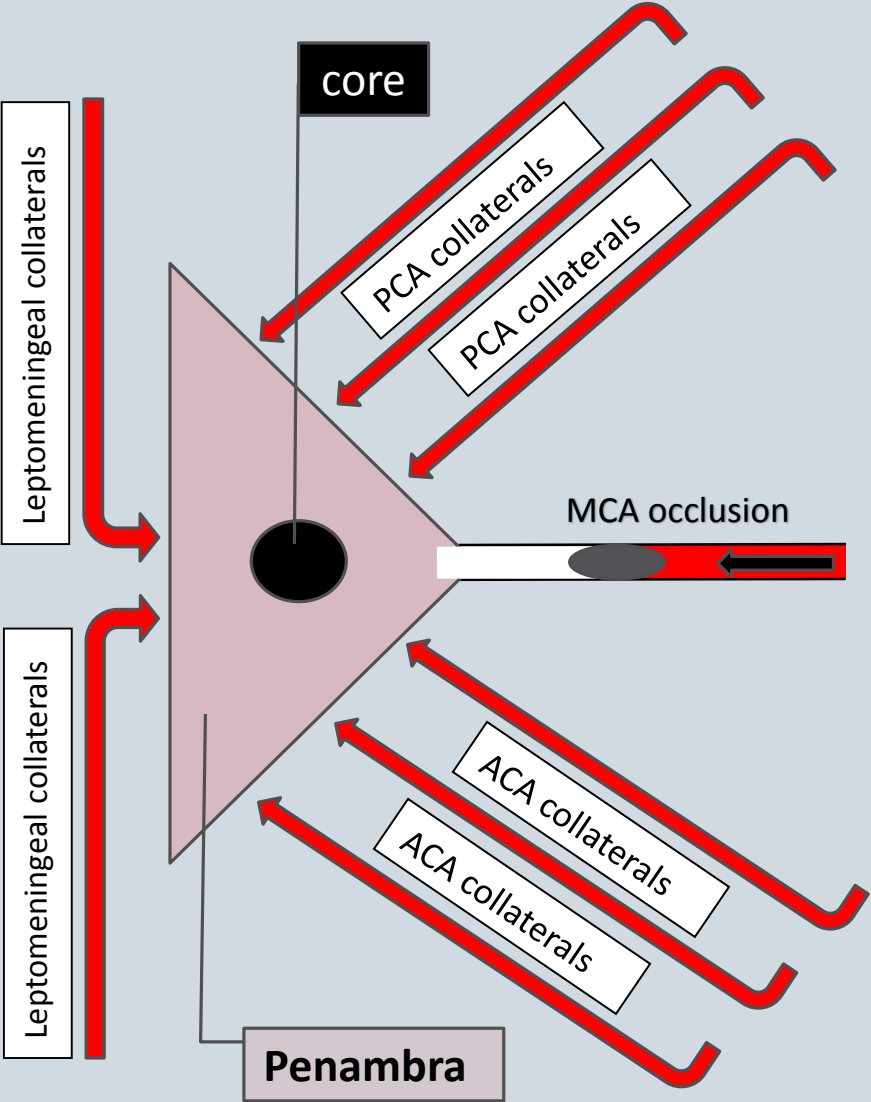 core
Leptomeningeal collaterals
PCA collaterals
PCA collaterals
MCA occlusion
Leptomeningeal collaterals
ACA collaterals
ACA collaterals
Penambra